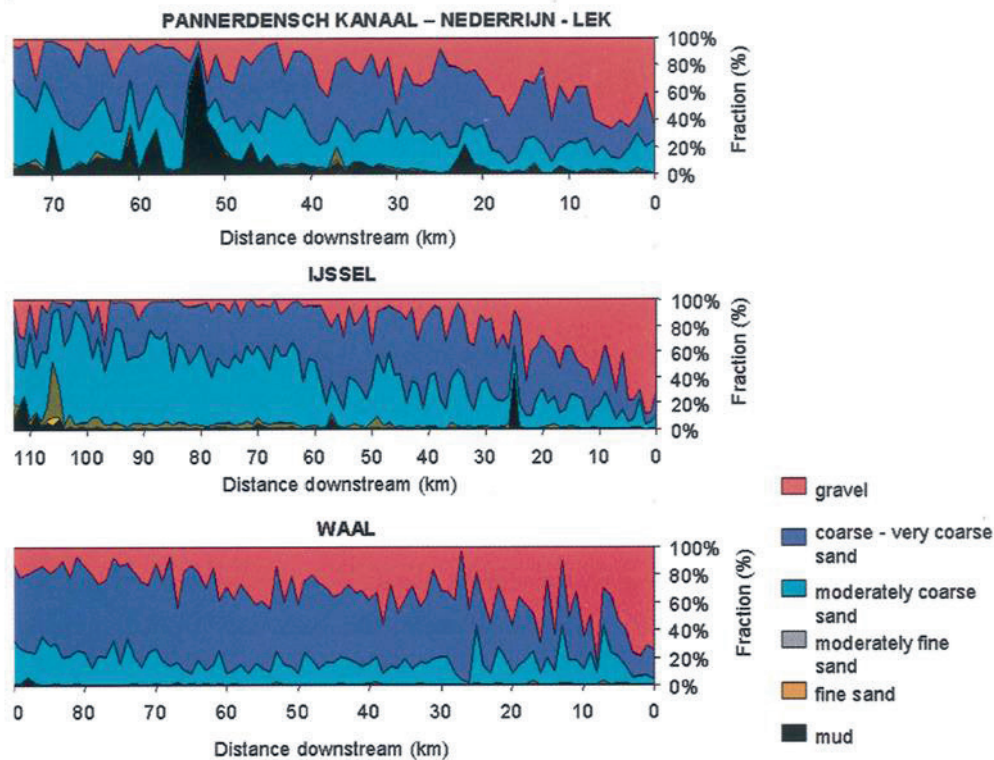 PANNERDENSCH KANAAL – NEDERRIJN - LEK
100%
80%
60%
40%
20%
0%
Fraction (%)
70 60 50 40 30 20 10 0
Distance downstream (km)
IJSSEL
100%
80%
60%
40%
20%
0%
Fraction (%)
110 100 90 80 70 60 50 40 30 20 10 0
Distance downstream (km)
WAAL
100%
80%
60%
40%
20%
0%
Fraction (%)
0 80 70 60 50 40 30 20 10 0
Distance downstream (km)
gravel
coarse - very coarse
sand
moderately coarse
sand
moderately fine
sand
fine sand
mud